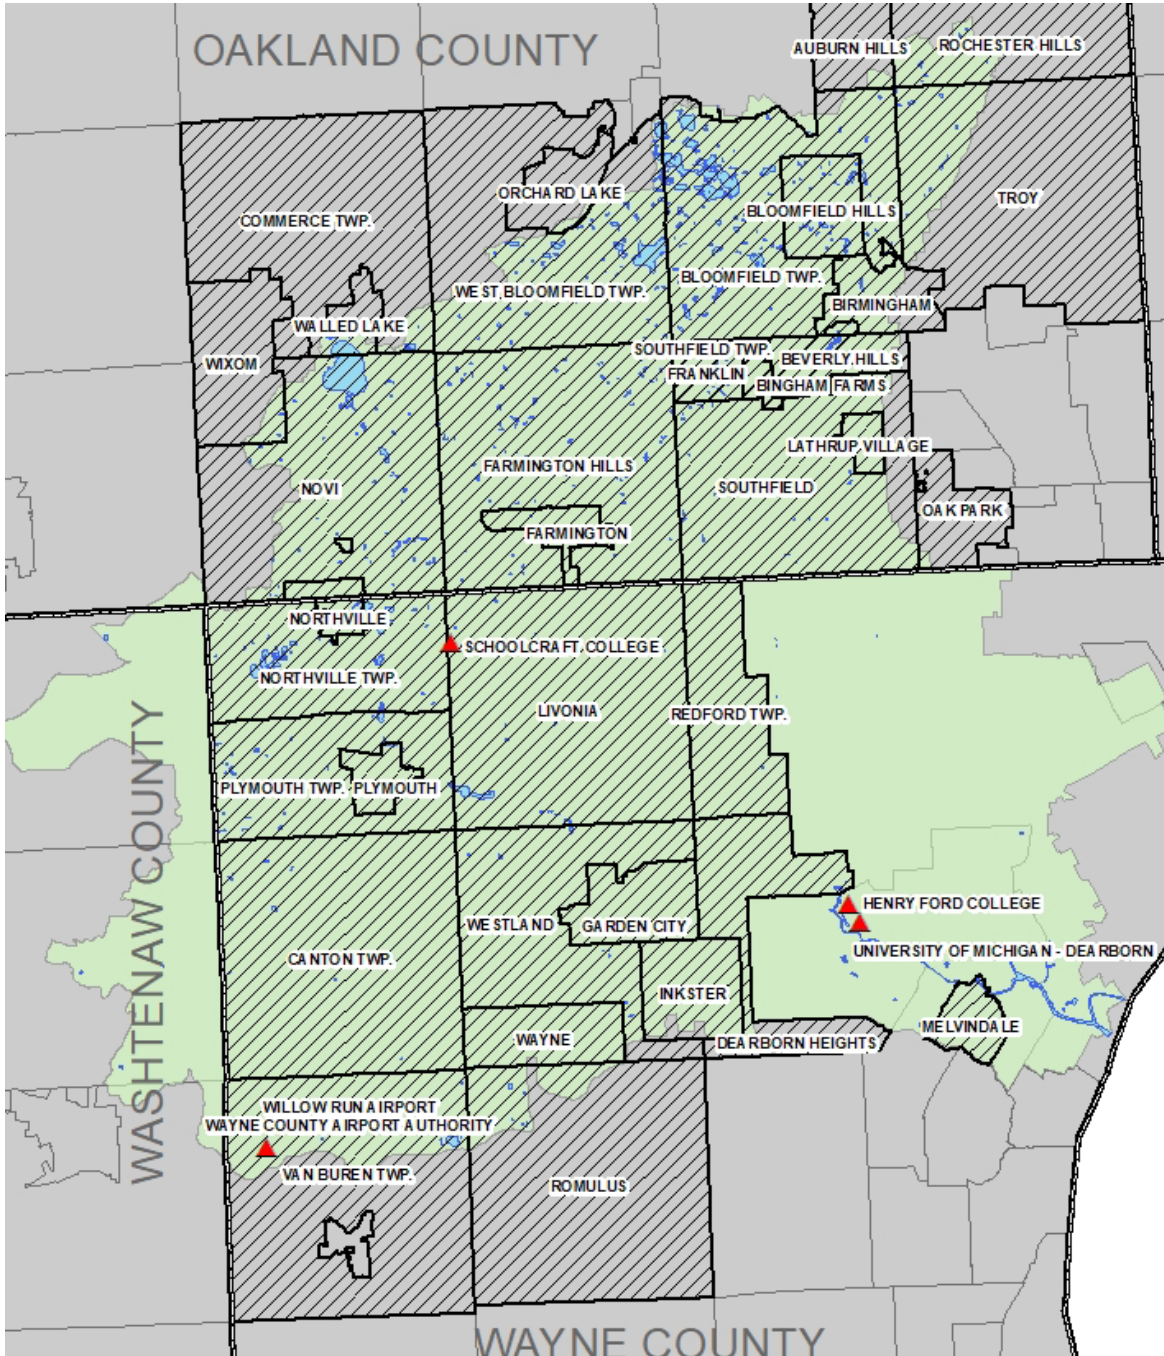 OAKLAND COUNTY
AUBURN HILLS
ROCHESTER HILLS
ORCHARD LAKE
TROY
COMMERCE TWP.
BLOOMFIELD HILLS
BLOOMFIELD TWP.
WEST BLOOMFIELD TWP.
BIRMINGHAM
WALLED LAKE
SOUTHFIELD TWP.
BEVERLY HILLS
WIXOM
FRANKLIN
BINGHAM FARMS
LATHRUP VILLAGE
FARMINGTON HILLS
NOVI
SOUTHFIELD
OAK PARK
FARMINGTON
NORTHVILLE
SCHOOLCRAFT COLLEGE
NORTHVILLE TWP.
LIVONIA
REDFORD TWP.
WASHTENAW COUNTY
PLYMOUTH TWP.
PLYMOUTH
HENRY FORD COLLEGE
WESTLAND
GARDEN CITY
UNIVERSITY OF MICHIGAN - DEARBORN
CANTON TWP.
INKSTER
MELVINDALE
WAYNE
DEARBORN HEIGHTS
WILLOW RUN AIRPORT
WAYNE COUNTY AIRPORT AUTHORITY
VAN BUREN TWP.
ROMULUS
WAYNE COUNTY